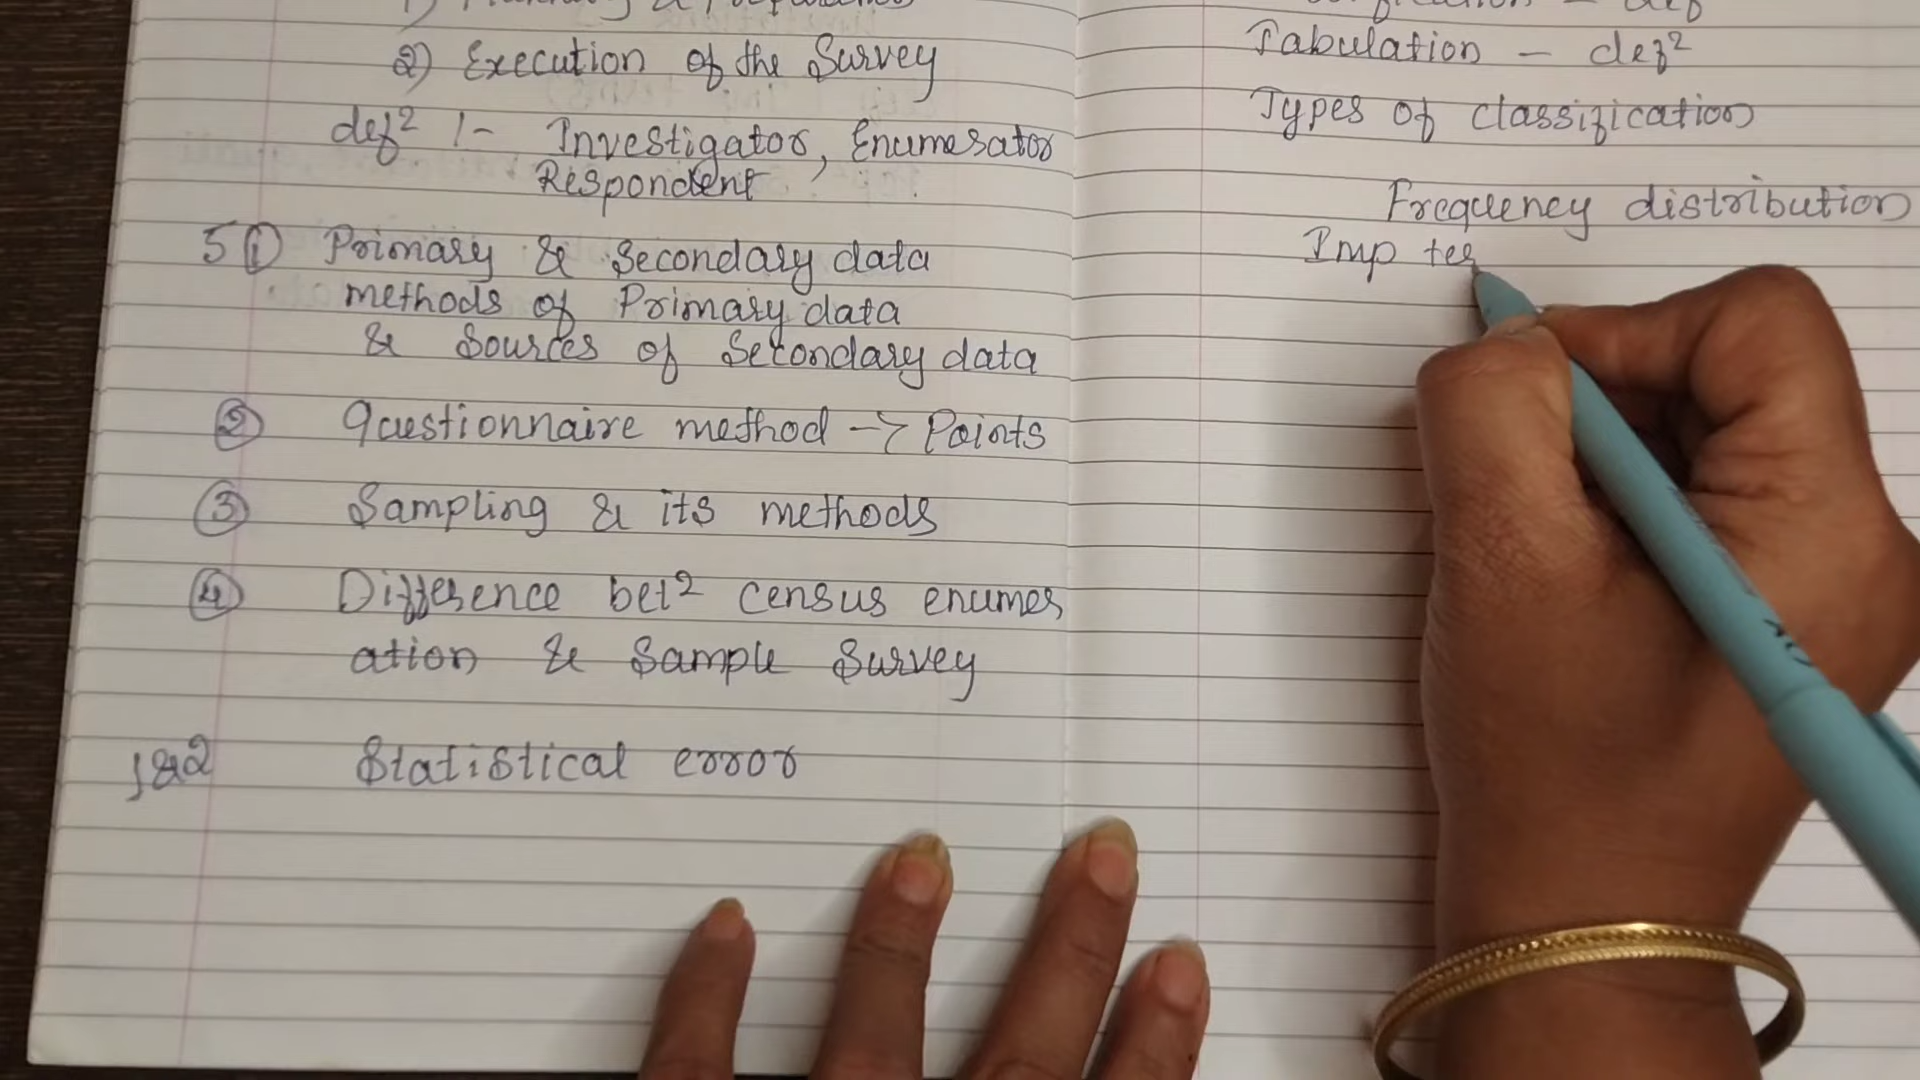 2) Execution of the Survey
def² :- Investigator, Enumerator
Respondent
5 ① Primary & Secondary data
methods of Primary data
& Sources of Secondary data
② Questionnaire method -> Points
③ Sampling & its methods
④ Difference bet² census enumer
ation & Sample Survey
1&2 Statistical error
Tabulation - def²
Types of classification
Frequency distribution
Imp ter